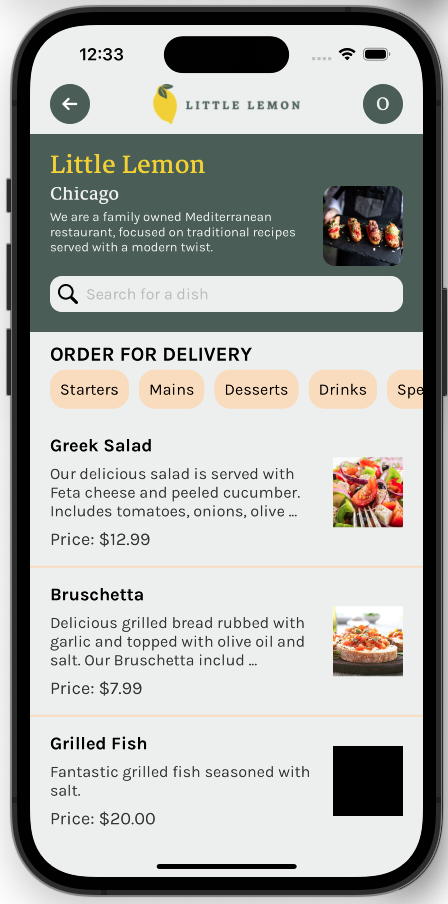 12:33
LITTLE LEMON
O
Little Lemon
Chicago
We are a family owned Mediterranean
restaurant, focused on traditional recipes
served with a modern twist.
Search for a dish
ORDER FOR DELIVERY
Starters Mains Desserts Drinks Spe
Greek Salad
Our delicious salad is served with
Feta cheese and peeled cucumber.
Includes tomatoes, onions, olive ...
Price: $12.99
Bruschetta
Delicious grilled bread rubbed with
garlic and topped with olive oil and
salt. Our Bruschetta includ ...
Price: $7.99
Grilled Fish
Fantastic grilled fish seasoned with
salt.
Price: $20.00